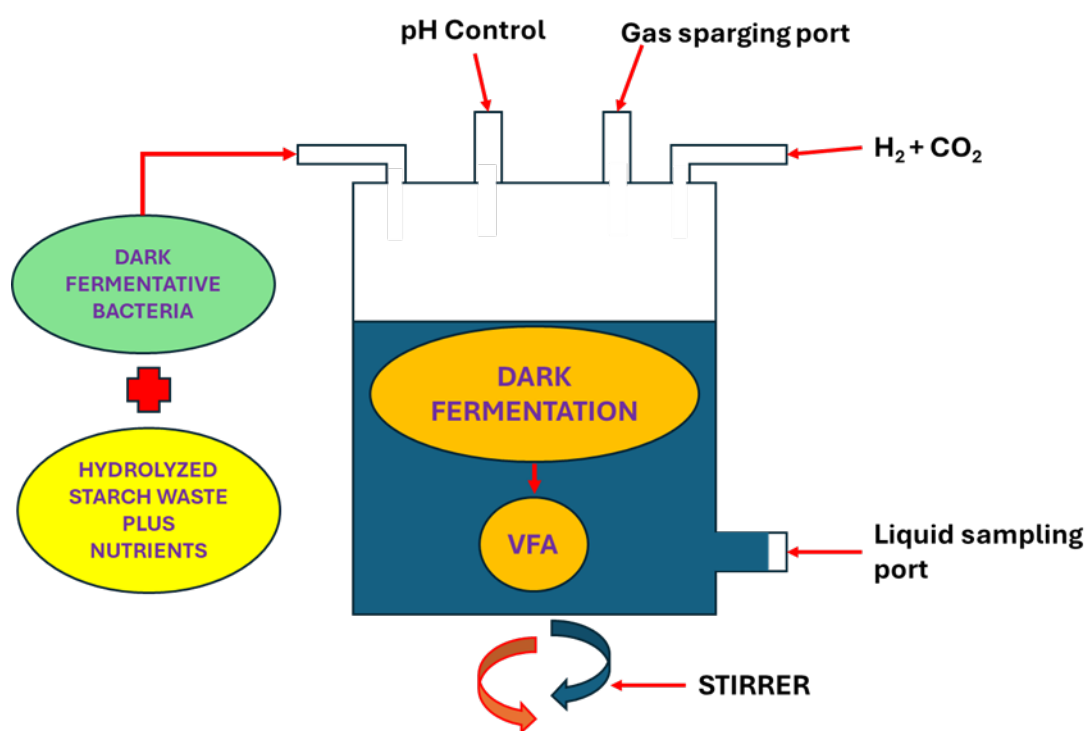 pH Control
Gas sparging port
H₂ + CO₂
DARK
FERMENTATIVE
BACTERIA
DARK
FERMENTATION
HYDROLYZED
STARCH WASTE
PLUS
NUTRIENTS
VFA
Liquid sampling
port
STIRRER